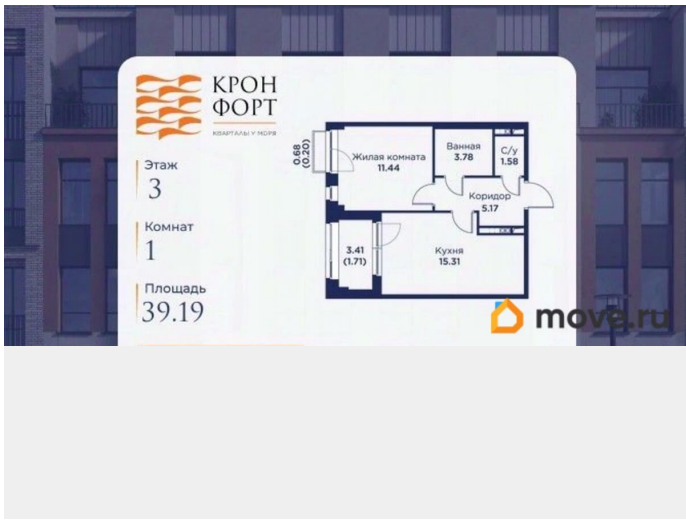 КРОН
ФОРТ
КВАРТАЛЫ У МОРЯ
Этаж
3
Комнат
1
Площадь
39.19
0.68
(0.20)
Жилая комната
11.44
Ванная
3.78
С/у
1.58
Коридор
5.17
3.41
(1.71)
Кухня
15.31
move.ru